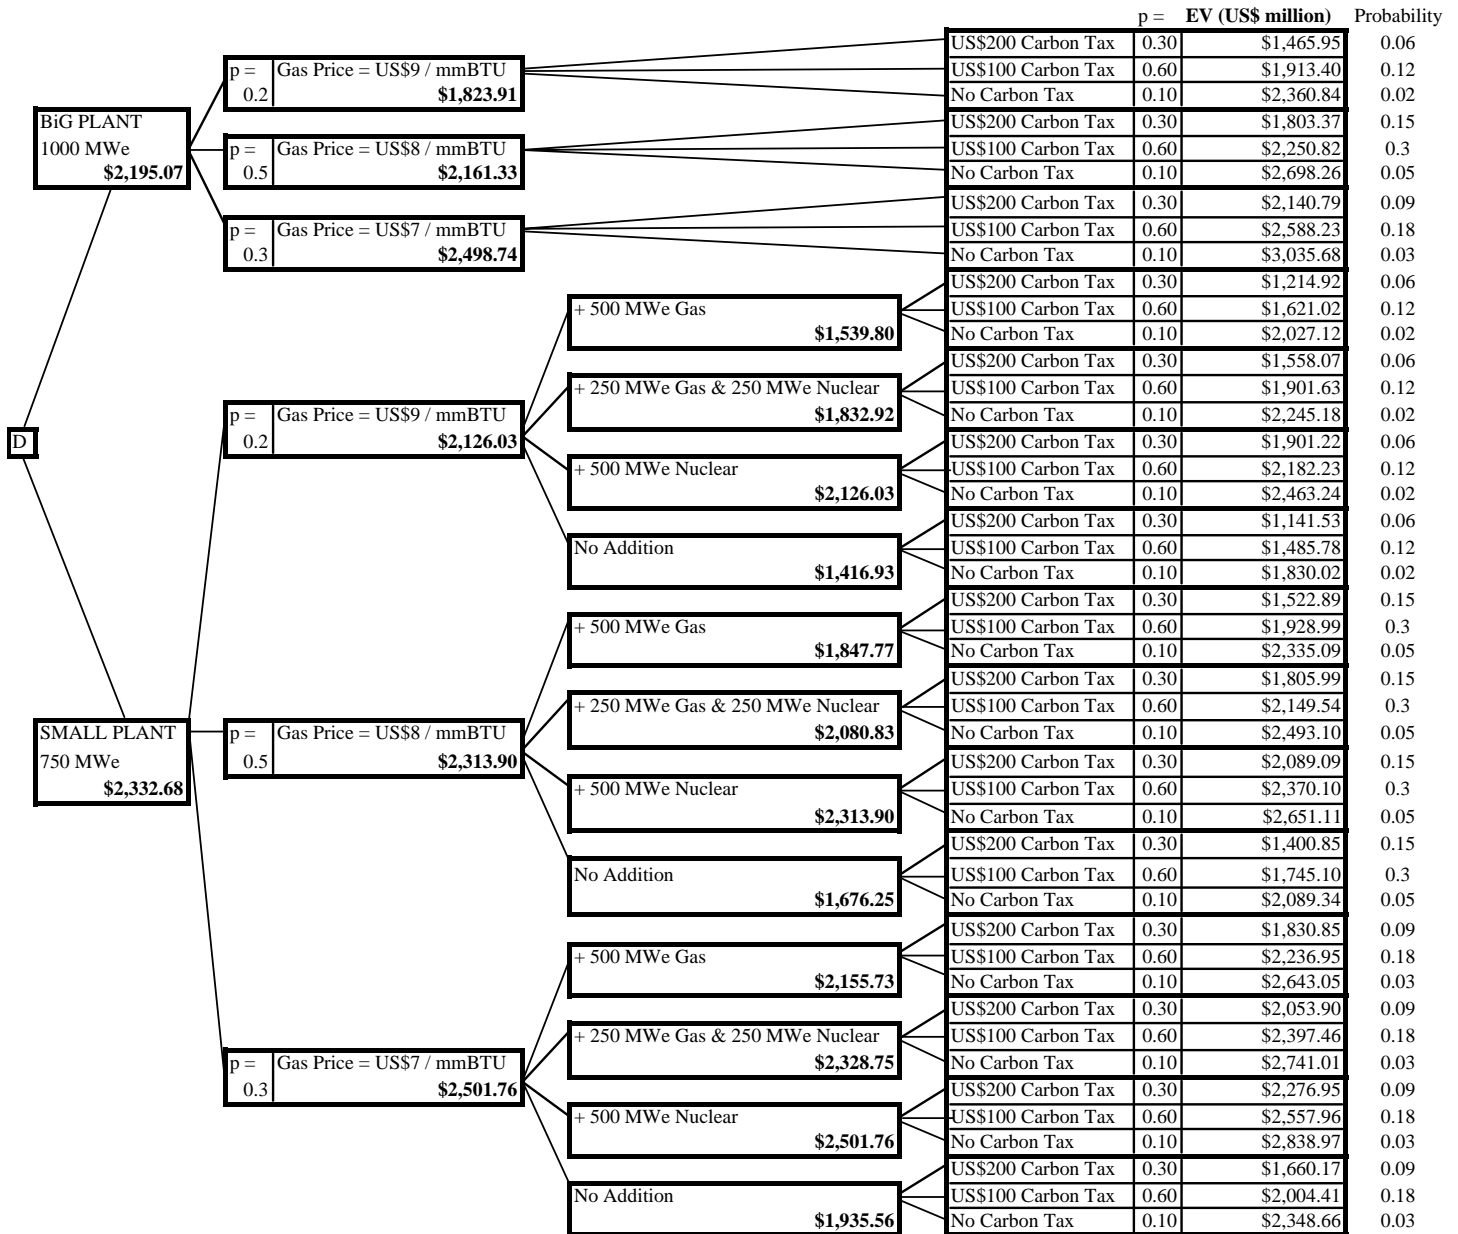 p = EV (US$ million) Probability
US$200 Carbon Tax 0.30 $1,465.95 0.06
p = Gas Price = US$9 / mmBTU US$100 Carbon Tax 0.60 $1,913.40 0.12
0.2 $1,823.91 No Carbon Tax 0.10 $2,360.84 0.02
BiG PLANT US$200 Carbon Tax 0.30 $1,803.37 0.15
1000 MWe p = Gas Price = US$8 / mmBTU US$100 Carbon Tax 0.60 $2,250.82 0.3
$2,195.07 0.5 $2,161.33 No Carbon Tax 0.10 $2,698.26 0.05
US$200 Carbon Tax 0.30 $2,140.79 0.09
p = Gas Price = US$7 / mmBTU US$100 Carbon Tax 0.60 $2,588.23 0.18
0.3 $2,498.74 No Carbon Tax 0.10 $3,035.68 0.03
US$200 Carbon Tax 0.30 $1,214.92 0.06
+ 500 MWe Gas US$100 Carbon Tax 0.60 $1,621.02 0.12
$1,539.80 No Carbon Tax 0.10 $2,027.12 0.02
US$200 Carbon Tax 0.30 $1,558.07 0.06
+ 250 MWe Gas & 250 MWe Nuclear US$100 Carbon Tax 0.60 $1,901.63 0.12
p = Gas Price = US$9 / mmBTU $1,832.92 No Carbon Tax 0.10 $2,245.18 0.02
D 0.2 $2,126.03 US$200 Carbon Tax 0.30 $1,901.22 0.06
+ 500 MWe Nuclear US$100 Carbon Tax 0.60 $2,182.23 0.12
$2,126.03 No Carbon Tax 0.10 $2,463.24 0.02
US$200 Carbon Tax 0.30 $1,141.53 0.06
No Addition US$100 Carbon Tax 0.60 $1,485.78 0.12
$1,416.93 No Carbon Tax 0.10 $1,830.02 0.02
US$200 Carbon Tax 0.30 $1,522.89 0.15
+ 500 MWe Gas US$100 Carbon Tax 0.60 $1,928.99 0.3
$1,847.77 No Carbon Tax 0.10 $2,335.09 0.05
US$200 Carbon Tax 0.30 $1,805.99 0.15
+ 250 MWe Gas & 250 MWe Nuclear US$100 Carbon Tax 0.60 $2,149.54 0.3
SMALL PLANT p = Gas Price = US$8 / mmBTU $2,080.83 No Carbon Tax 0.10 $2,493.10 0.05
750 MWe 0.5 $2,313.90 US$200 Carbon Tax 0.30 $2,089.09 0.15
$2,332.68 + 500 MWe Nuclear US$100 Carbon Tax 0.60 $2,370.10 0.3
$2,313.90 No Carbon Tax 0.10 $2,651.11 0.05
US$200 Carbon Tax 0.30 $1,400.85 0.15
No Addition US$100 Carbon Tax 0.60 $1,745.10 0.3
$1,676.25 No Carbon Tax 0.10 $2,089.34 0.05
US$200 Carbon Tax 0.30 $1,830.85 0.09
+ 500 MWe Gas US$100 Carbon Tax 0.60 $2,236.95 0.18
$2,155.73 No Carbon Tax 0.10 $2,643.05 0.03
US$200 Carbon Tax 0.30 $2,053.90 0.09
+ 250 MWe Gas & 250 MWe Nuclear US$100 Carbon Tax 0.60 $2,397.46 0.18
p = Gas Price = US$7 / mmBTU $2,328.75 No Carbon Tax 0.10 $2,741.01 0.03
0.3 $2,501.76 US$200 Carbon Tax 0.30 $2,276.95 0.09
+ 500 MWe Nuclear US$100 Carbon Tax 0.60 $2,557.96 0.18
$2,501.76 No Carbon Tax 0.10 $2,838.97 0.03
US$200 Carbon Tax 0.30 $1,660.17 0.09
No Addition US$100 Carbon Tax 0.60 $2,004.41 0.18
$1,935.56 No Carbon Tax 0.10 $2,348.66 0.03